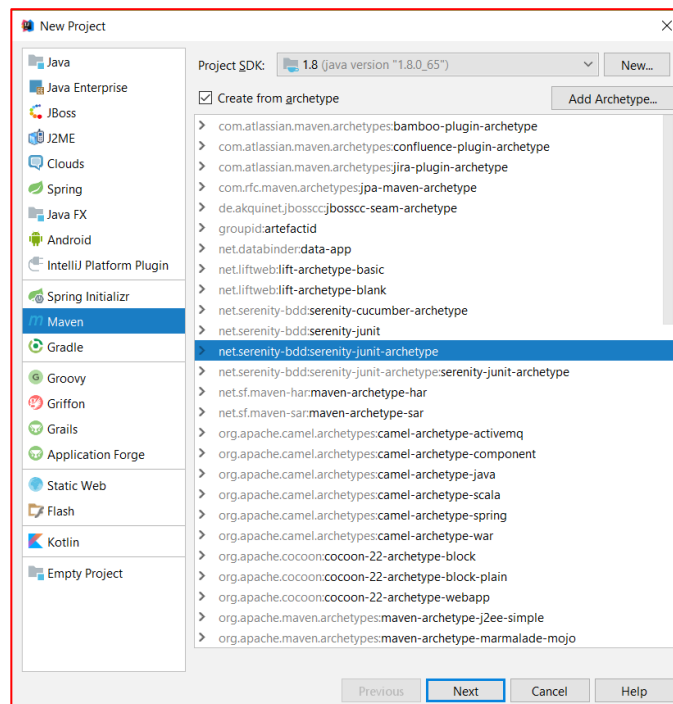 New Project
Java
Java Enterprise
JBoss
J2ME
Clouds
Spring
Java FX
Android
IntelliJ Platform Plugin
Spring Initializr
Maven
Gradle
Groovy
Griffon
Grails
Application Forge
Static Web
Flash
Kotlin
Empty Project
Project SDK: 1.8 (java version "1.8.0_65") New...
Create from archetype Add Archetype...
com.atlassian.maven.archetypes:bamboo-plugin-archetype
com.atlassian.maven.archetypes:confluence-plugin-archetype
com.atlassian.maven.archetypes:jira-plugin-archetype
com.rfc.maven.archetypes:jpa-maven-archetype
de.akquinet.jbosscc:jbosscc-seam-archetype
groupid:artefactid
net.databinder:data-app
net.liftweb:lift-archetype-basic
net.liftweb:lift-archetype-blank
net.serenity-bdd:serenity-cucumber-archetype
net.serenity-bdd:serenity-junit
net.serenity-bdd:serenity-junit-archetype
net.serenity-bdd:serenity-junit-archetype:serenity-junit-archetype
net.sf.maven-har:maven-archetype-har
net.sf.maven-sar:maven-archetype-sar
org.apache.camel.archetypes:camel-archetype-activemq
org.apache.camel.archetypes:camel-archetype-component
org.apache.camel.archetypes:camel-archetype-java
org.apache.camel.archetypes:camel-archetype-scala
org.apache.camel.archetypes:camel-archetype-spring
org.apache.camel.archetypes:camel-archetype-war
org.apache.cocoon:cocoon-22-archetype-block
org.apache.cocoon:cocoon-22-archetype-block-plain
org.apache.cocoon:cocoon-22-archetype-webapp
org.apache.maven.archetypes:maven-archetype-j2ee-simple
org.apache.maven.archetypes:maven-archetype-marmalade-mojo
Previous Next Cancel Help